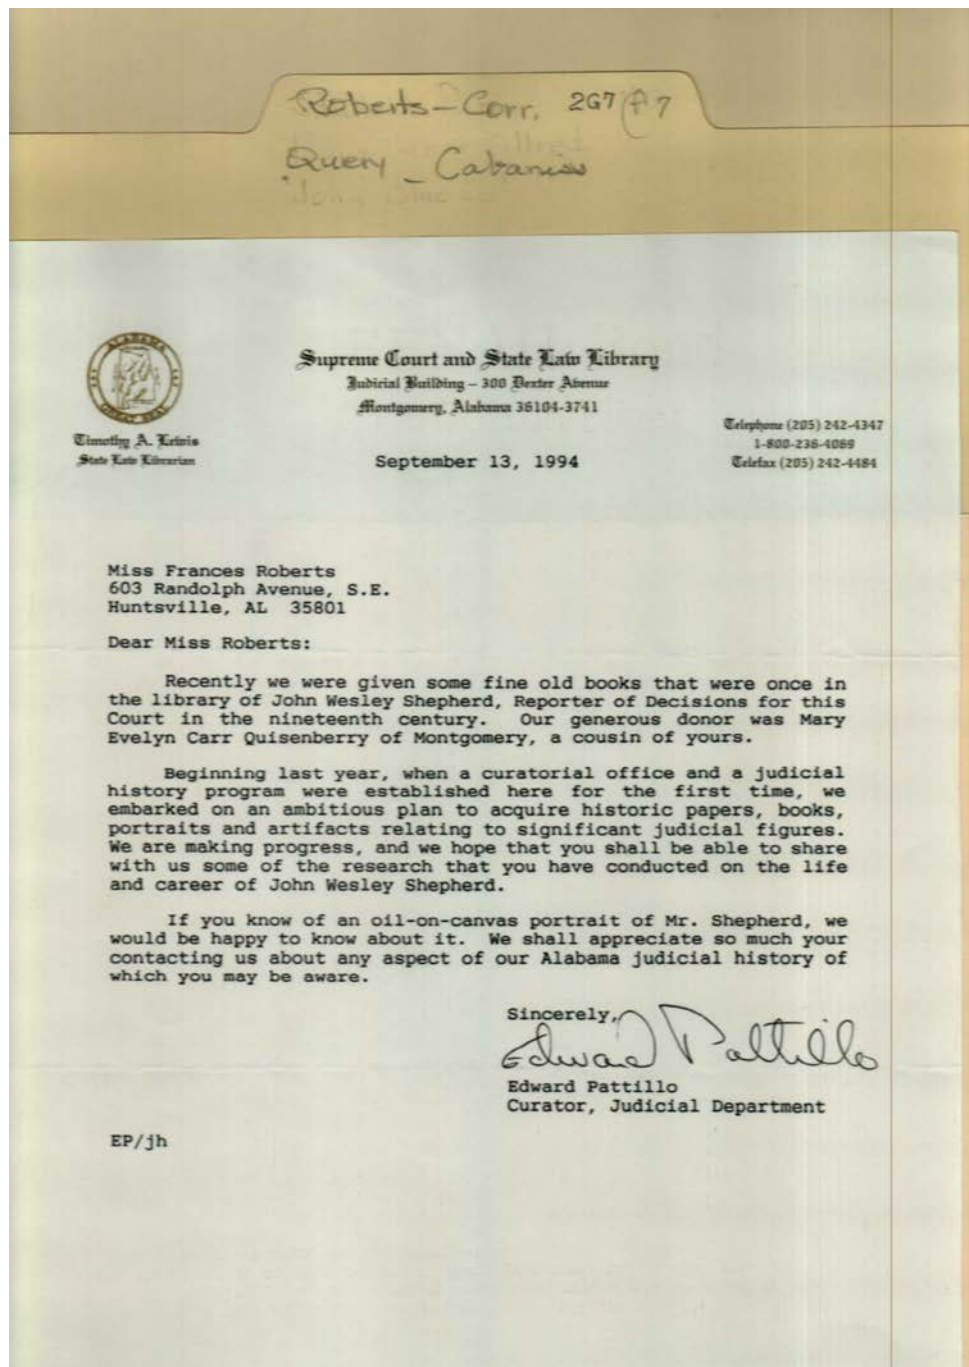 Roberts - Corr. 2G7 f7
Query - Cabaniss
ALABAMA
GREAT SEAL
Timothy A. Lewis
State Law Librarian
Supreme Court and State Law Library
Judicial Building – 300 Dexter Avenue
Montgomery, Alabama 36104-3741
September 13, 1994
Telephone (205) 242-4347
1-800-236-4069
Telefax (205) 242-4484
Miss Frances Roberts
603 Randolph Avenue, S.E.
Huntsville, AL 35801
Dear Miss Roberts:
Recently we were given some fine old books that were once in
the library of John Wesley Shepherd, Reporter of Decisions for this
Court in the nineteenth century. Our generous donor was Mary
Evelyn Carr Quisenberry of Montgomery, a cousin of yours.
Beginning last year, when a curatorial office and a judicial
history program were established here for the first time, we
embarked on an ambitious plan to acquire historic papers, books,
portraits and artifacts relating to significant judicial figures.
We are making progress, and we hope that you shall be able to share
with us some of the research that you have conducted on the life
and career of John Wesley Shepherd.
If you know of an oil-on-canvas portrait of Mr. Shepherd, we
would be happy to know about it. We shall appreciate so much your
contacting us about any aspect of our Alabama judicial history of
which you may be aware.
Sincerely,
Edward Pattillo
Edward Pattillo
Curator, Judicial Department
EP/jh